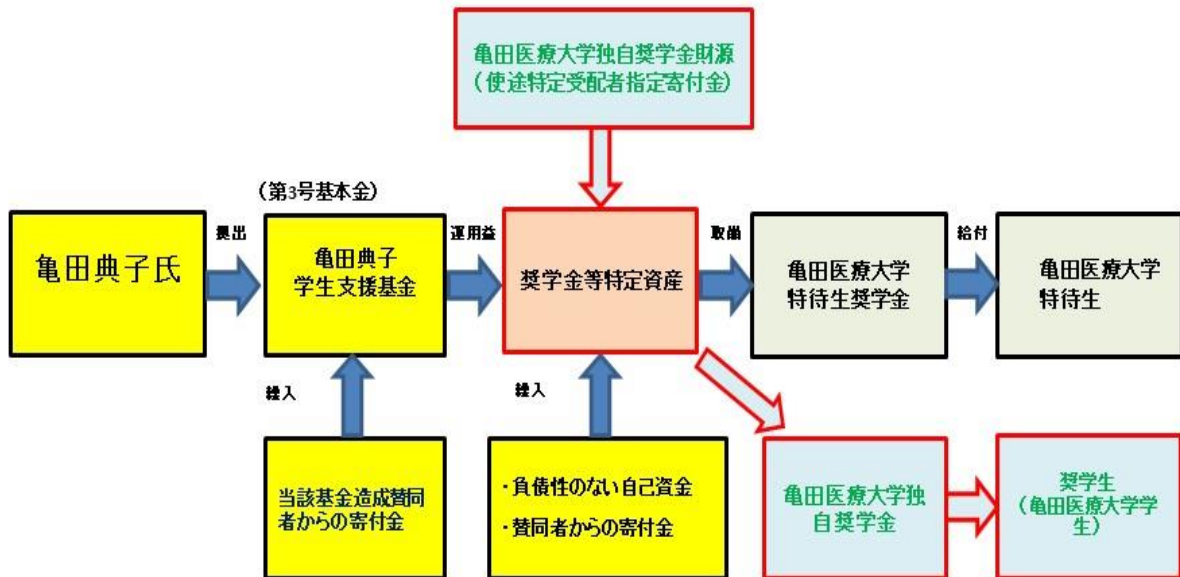 亀田医療大学独自奨学金財源
(使途特定受配者指定寄付金)
(第3号基本金)
亀田典子氏
拠出
亀田典子
学生支援基金
運用益
奨学金等特定資産
取崩
亀田医療大学
特待生奨学金
給付
亀田医療大学
特待生
繰入
繰入
当該基金造成賛同
者からの寄付金
・負債性のない自己資金
・賛同者からの寄付金
亀田医療大学独
自奨学金
奨学生
(亀田医療大学学
生)